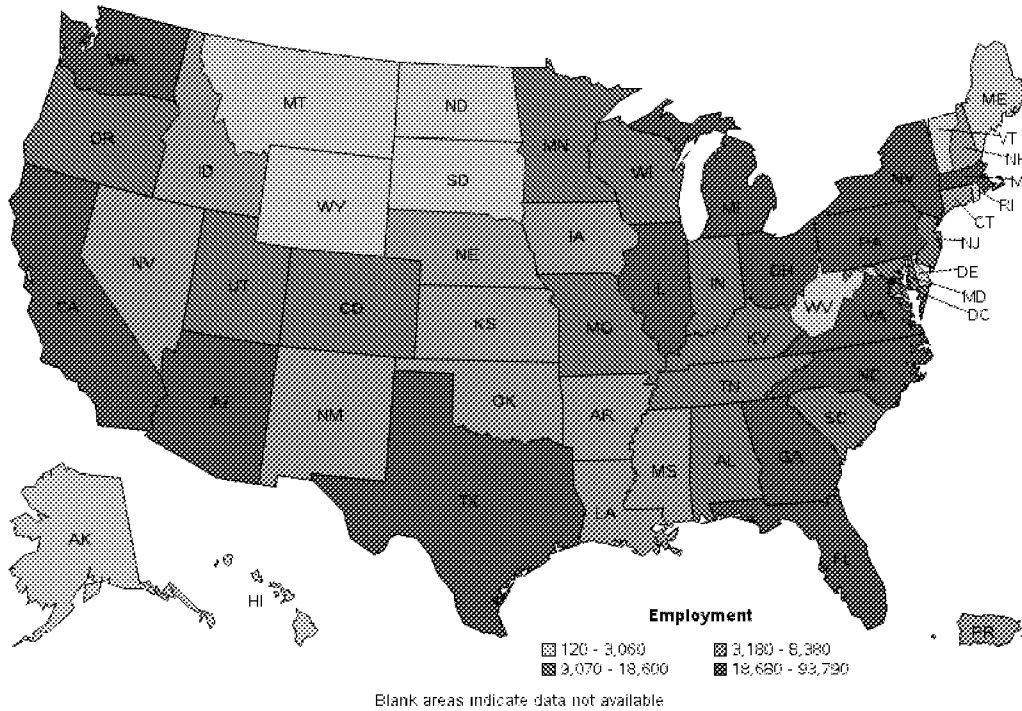 WA
MT
ND
ME
OR
MN
VT
ID
NH
SD
WI
NY
M
WY
MI
RI
CT
IA
PA
NJ
NE
NV
OH
IN
DE
UT
WV
MD
CO
VA
DC
CA
KS
MO
KY
NC
TN
OK
AZ
AR
SC
NM
MS
AL
GA
TX
LA
AK
FL
HI
PR
Employment
120 - 3,060
3,180 - 8,380
9,070 - 18,600
18,680 - 93,790
Blank areas indicate data not available